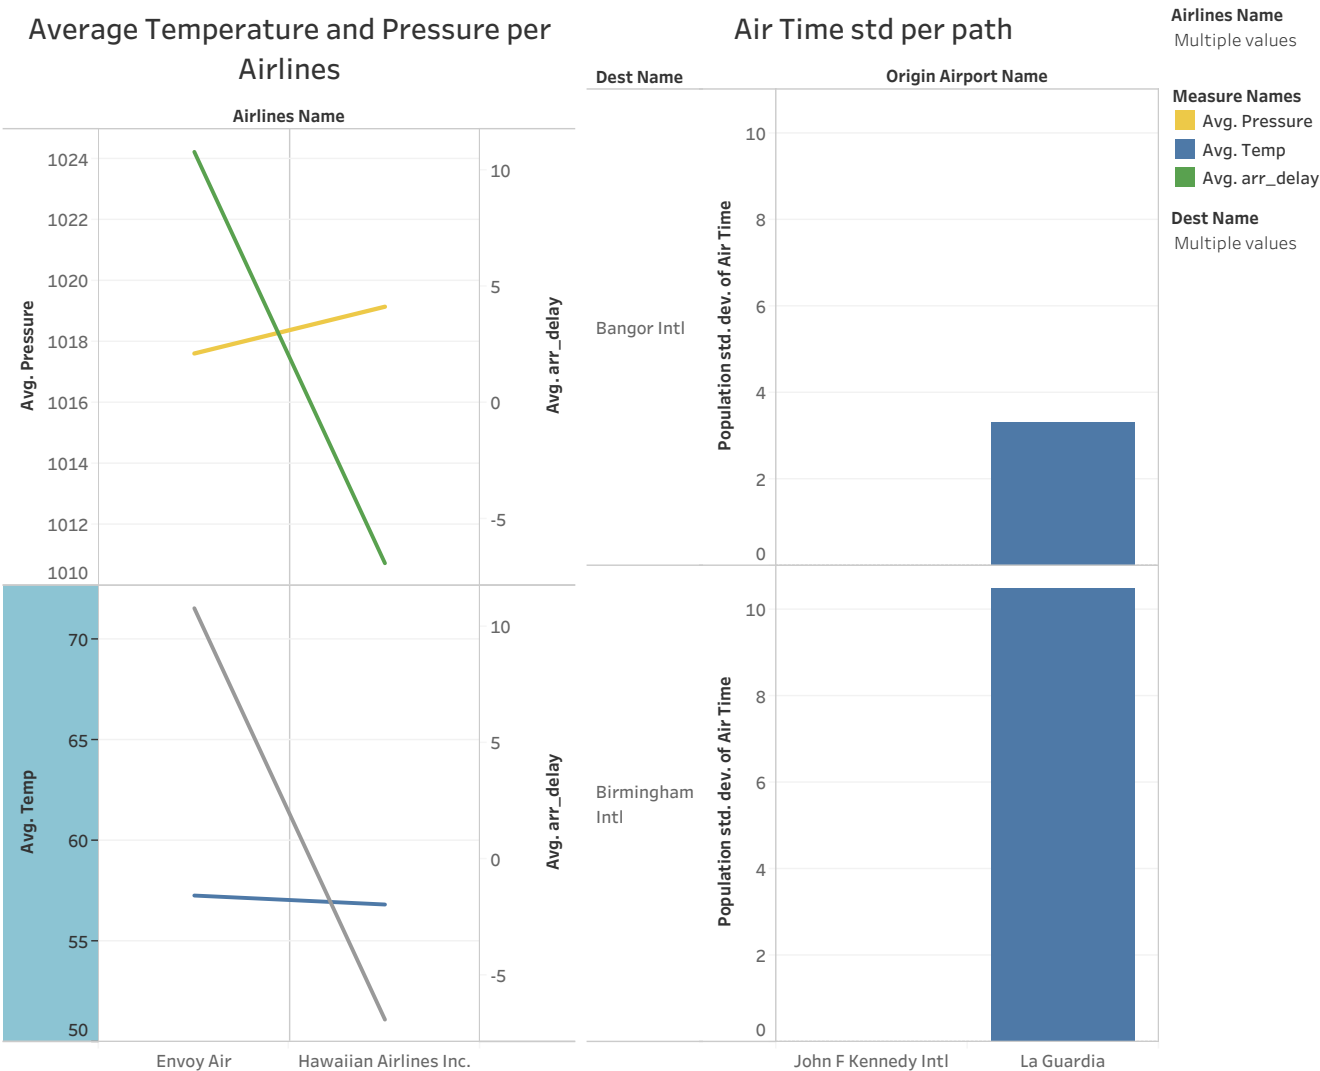 Average Temperature and Pressure per
Airlines
Airlines Name
Avg. Pressure
1024
1022
1020
1018
1016
1014
1012
1010
10
5
0
-5
Avg. arr_delay
Avg. Temp
70
65
60
55
50
10
5
0
-5
Avg. arr_delay
Envoy Air
Hawaiian Airlines Inc.
Air Time std per path
Dest Name
Origin Airport Name
Bangor Intl
Population std. dev. of Air Time
10
8
6
4
2
0
Birmingham
Intl
Population std. dev. of Air Time
10
8
6
4
2
0
John F Kennedy Intl
La Guardia
Airlines Name
Multiple values
Measure Names
Avg. Pressure
Avg. Temp
Avg. arr_delay
Dest Name
Multiple values